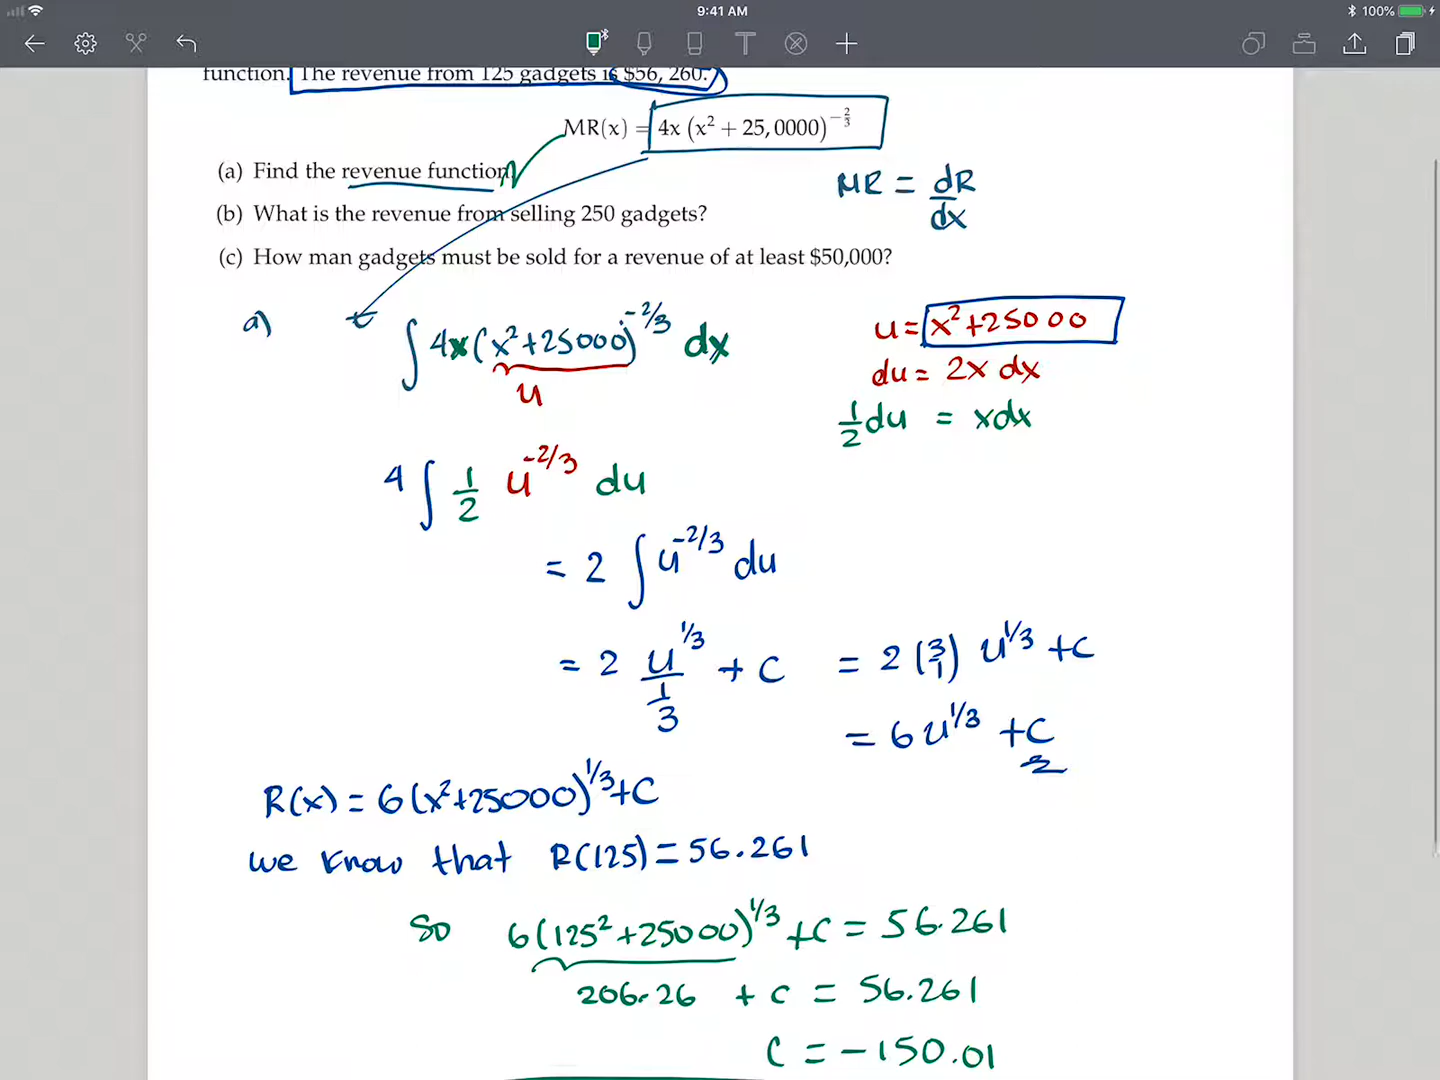 9:41 AM
100%
function. The revenue from 125 gadgets is $56, 260.
MR(x) = 4x (x² + 25, 0000)^{-2/3}
(a) Find the revenue function.
MR = dR/dx
(b) What is the revenue from selling 250 gadgets?
(c) How man gadgets must be sold for a revenue of at least $50,000?
a)
∫ 4x (x²+25000)^{-2/3} dx
u
u = x²+25000
du = 2x dx
1/2 du = xdx
4 ∫ 1/2 u^{-2/3} du
= 2 ∫ u^{-2/3} du
= 2 u^{1/3}/(1/3) + C = 2 (3/1) u^{1/3} + C
= 6 u^{1/3} + C
R(x) = 6(x²+25000)^{1/3} + C
we know that R(125) = 56.261
So 6(125²+25000)^{1/3} + C = 56.261
206.26 + C = 56.261
C = -150.01